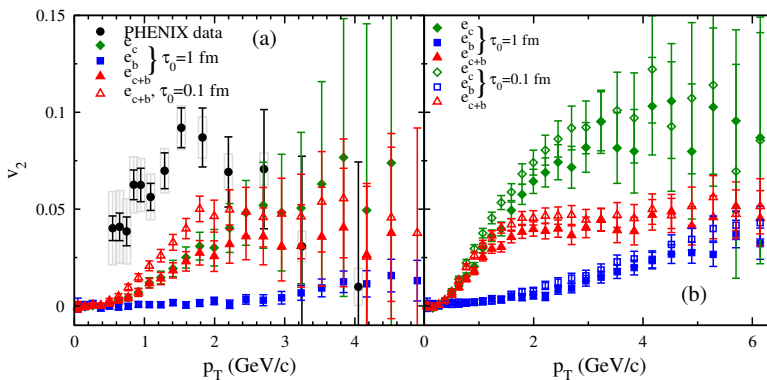 0.15
0.1
0.05
0
v2
PHENIX data
e_c
e_b } τ0=1 fm
e_c+b
e_c+b, τ0=0.1 fm
(a)
0 1 2 3 4
p_T (GeV/c)
e_c
e_b } τ0=1 fm
e_c+b
e_c
e_b } τ0=0.1 fm
e_c+b
(b)
0 2 4 6
p_T (GeV/c)